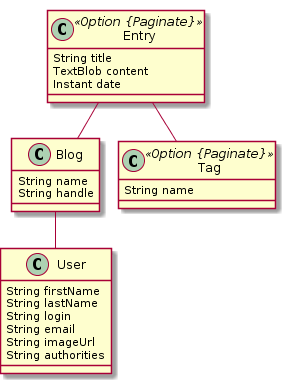 C «Option {Paginate}»
Entry
String title
TextBlob content
Instant date
C Blog
String name
String handle
C «Option {Paginate}»
Tag
String name
C User
String firstName
String lastName
String login
String email
String imageUrl
String authorities